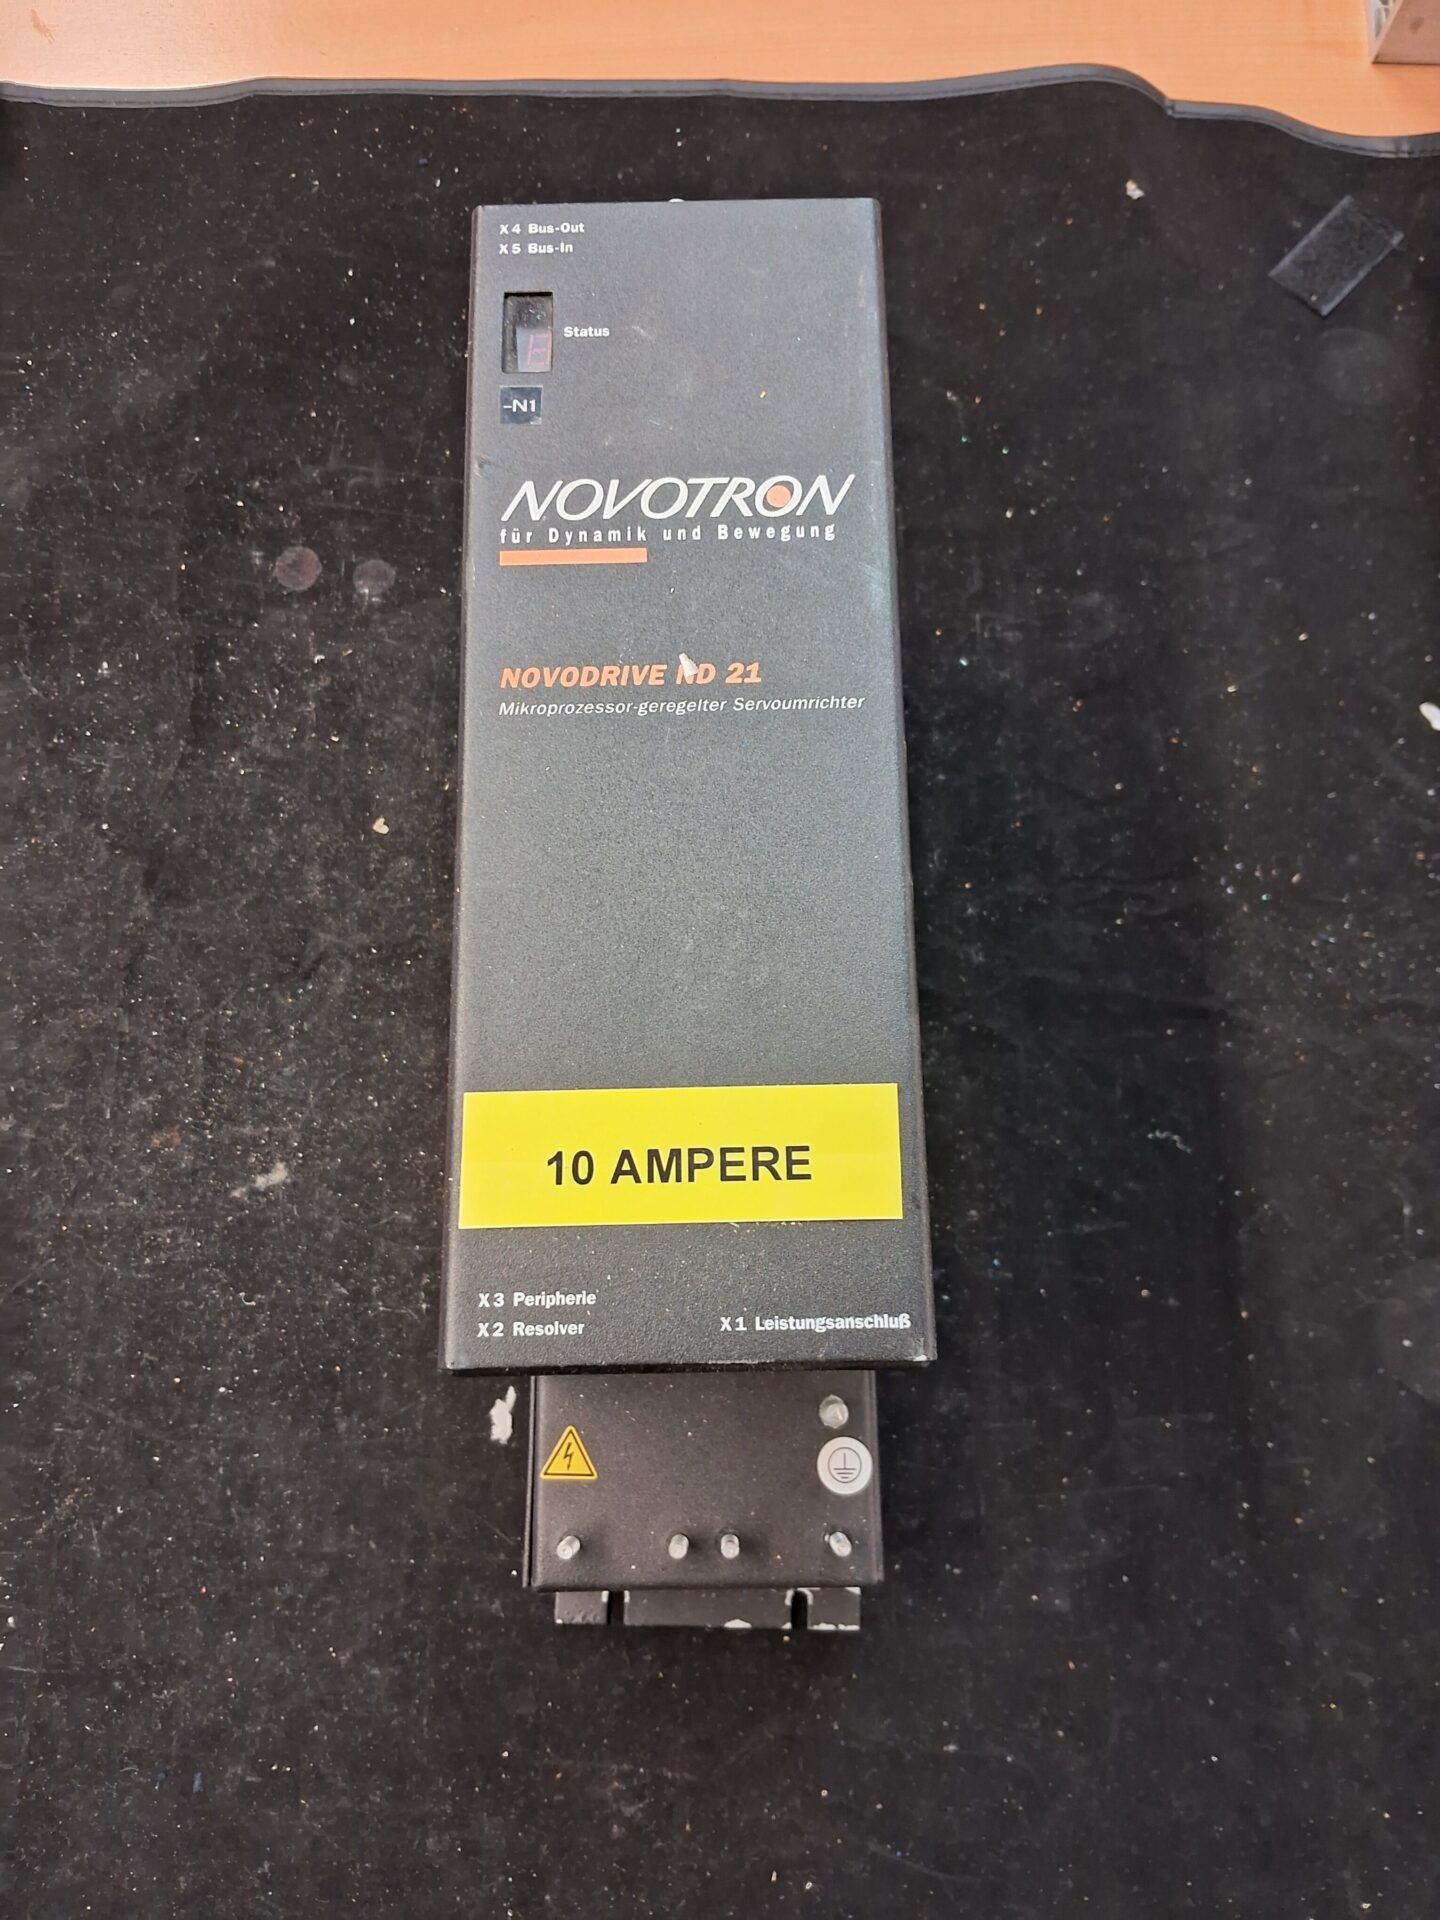 X 4 Bus-Out
X 5 Bus-In
Status
-N1
NOVOTRON
für Dynamik und Bewegung
NOVODRIVE ND 21
Mikroprozessor-geregelter Servoumrichter
10 AMPERE
X 3 Peripherie
X 2 Resolver
X 1 Leistungsanschluß